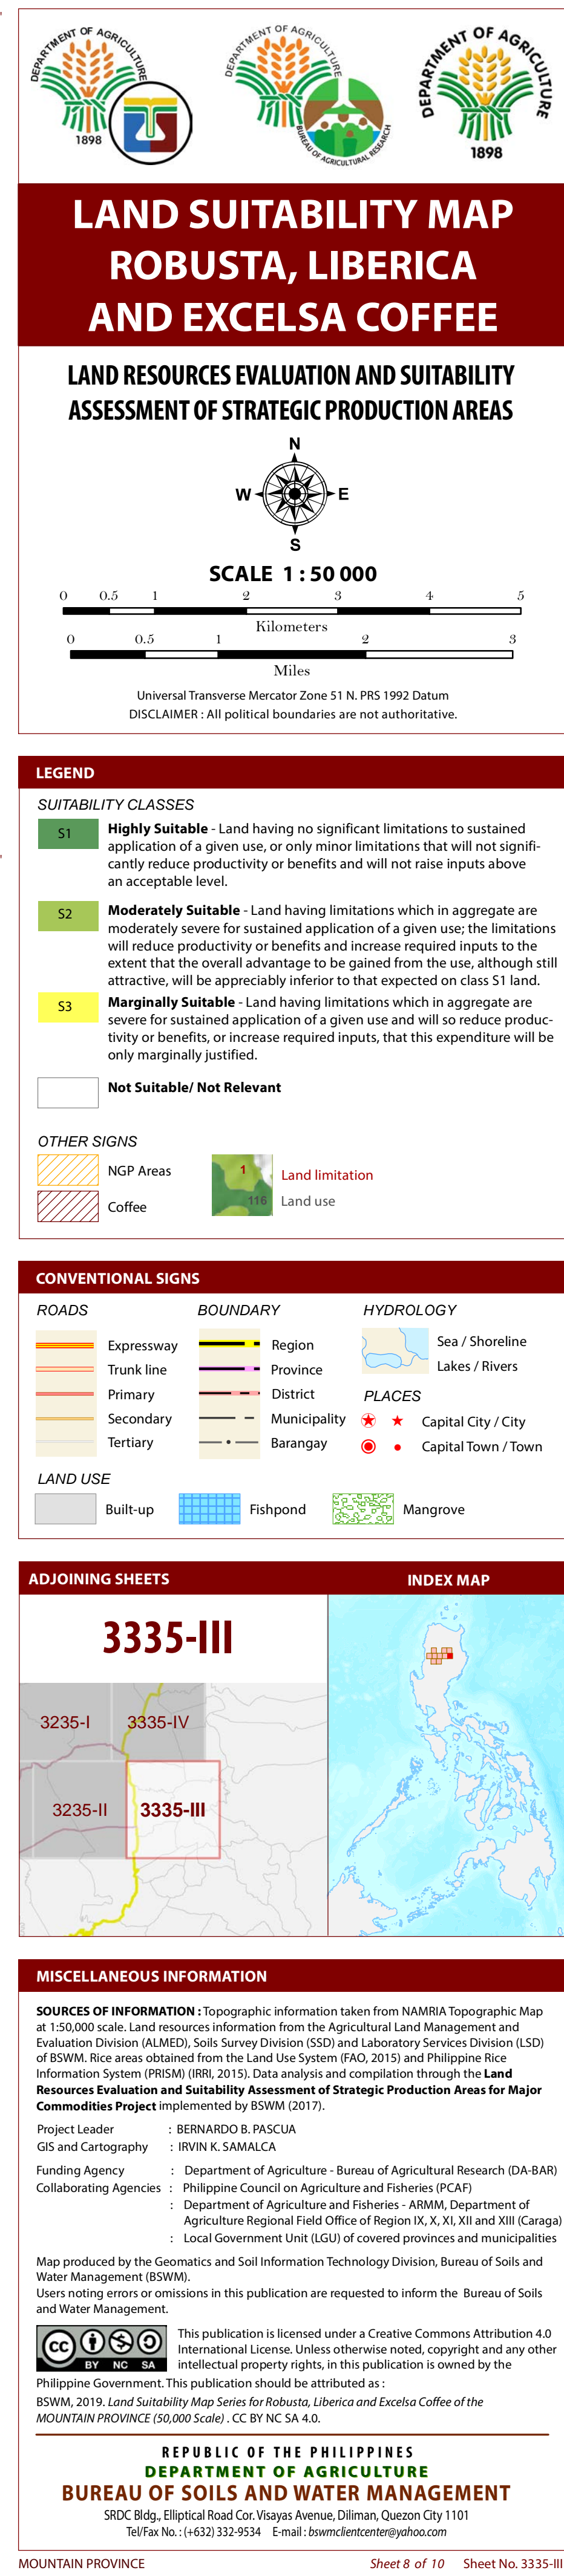 DEPARTMENT OF AGRICULTURE
1898
DEPARTMENT OF AGRICULTURE
BUREAU OF AGRICULTURAL RESEARCH
DEPARTMENT OF AGRICULTURE
1898
LAND SUITABILITY MAP
ROBUSTA, LIBERICA
AND EXCELSA COFFEE
LAND RESOURCES EVALUATION AND SUITABILITY
ASSESSMENT OF STRATEGIC PRODUCTION AREAS
N
W E
S
SCALE 1 : 50 000
0 0.5 1 2 3 4 5
Kilometers
0 0.5 1 2 3
Miles
Universal Transverse Mercator Zone 51 N. PRS 1992 Datum
DISCLAIMER : All political boundaries are not authoritative.
LEGEND
SUITABILITY CLASSES
S1 Highly Suitable - Land having no significant limitations to sustained
application of a given use, or only minor limitations that will not signifi-
cantly reduce productivity or benefits and will not raise inputs above
an acceptable level.
S2 Moderately Suitable - Land having limitations which in aggregate are
moderately severe for sustained application of a given use; the limitations
will reduce productivity or benefits and increase required inputs to the
extent that the overall advantage to be gained from the use, although still
attractive, will be appreciably inferior to that expected on class S1 land.
S3 Marginally Suitable - Land having limitations which in aggregate are
severe for sustained application of a given use and will so reduce produc-
tivity or benefits, or increase required inputs, that this expenditure will be
only marginally justified.
Not Suitable/ Not Relevant
OTHER SIGNS
NGP Areas 1 Land limitation
Coffee 116 Land use
CONVENTIONAL SIGNS
ROADS BOUNDARY HYDROLOGY
Expressway Region Sea / Shoreline
Trunk line Province Lakes / Rivers
Primary District PLACES
Secondary Municipality Capital City / City
Tertiary Barangay Capital Town / Town
LAND USE
Built-up Fishpond Mangrove
ADJOINING SHEETS INDEX MAP
3335-III
3235-I 3335-IV
3235-II 3335-III
MISCELLANEOUS INFORMATION
SOURCES OF INFORMATION : Topographic information taken from NAMRIA Topographic Map
at 1:50,000 scale. Land resources information from the Agricultural Land Management and
Evaluation Division (ALMED), Soils Survey Division (SSD) and Laboratory Services Division (LSD)
of BSWM. Rice areas obtained from the Land Use System (FAO, 2015) and Philippine Rice
Information System (PRISM) (IRRI, 2015). Data analysis and compilation through the Land
Resources Evaluation and Suitability Assessment of Strategic Production Areas for Major
Commodities Project implemented by BSWM (2017).
Project Leader : BERNARDO B. PASCUA
GIS and Cartography : IRVIN K. SAMALCA
Funding Agency : Department of Agriculture - Bureau of Agricultural Research (DA-BAR)
Collaborating Agencies : Philippine Council on Agriculture and Fisheries (PCAF)
: Department of Agriculture and Fisheries - ARMM, Department of
Agriculture Regional Field Office of Region IX, X, XI, XII and XIII (Caraga)
: Local Government Unit (LGU) of covered provinces and municipalities
Map produced by the Geomatics and Soil Information Technology Division, Bureau of Soils and
Water Management (BSWM).
Users noting errors or omissions in this publication are requested to inform the Bureau of Soils
and Water Management.
cc BY NC SA
This publication is licensed under a Creative Commons Attribution 4.0
International License. Unless otherwise noted, copyright and any other
intellectual property rights, in this publication is owned by the
Philippine Government. This publication should be attributed as :
BSWM, 2019. Land Suitability Map Series for Robusta, Liberica and Excelsa Coffee of the
MOUNTAIN PROVINCE (50,000 Scale) . CC BY NC SA 4.0.
REPUBLIC OF THE PHILIPPINES
DEPARTMENT OF AGRICULTURE
BUREAU OF SOILS AND WATER MANAGEMENT
SRDC Bldg., Elliptical Road Cor. Visayas Avenue, Diliman, Quezon City 1101
Tel/Fax No. : (+632) 332-9534 E-mail : bswmclientcenter@yahoo.com
MOUNTAIN PROVINCE Sheet 8 of 10 Sheet No. 3335-III